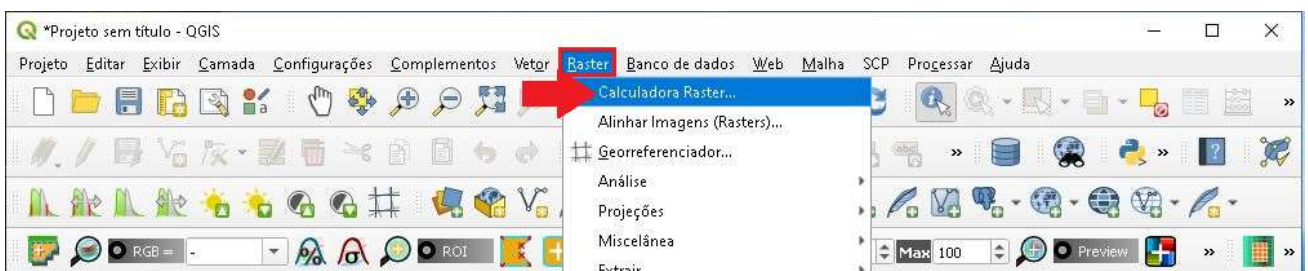 *Projeto sem título - QGIS
Projeto Editar Exibir Camada Configurações Complementos Vetor Raster Banco de dados Web Malha SCP Processar Ajuda
Calculadora Raster...
Alinhar Imagens (Rasters)...
abc
»
Georreferenciador...
» » ?
Análise
Projeções
Miscelânea
RGB = - ROI Max 100 Preview » »